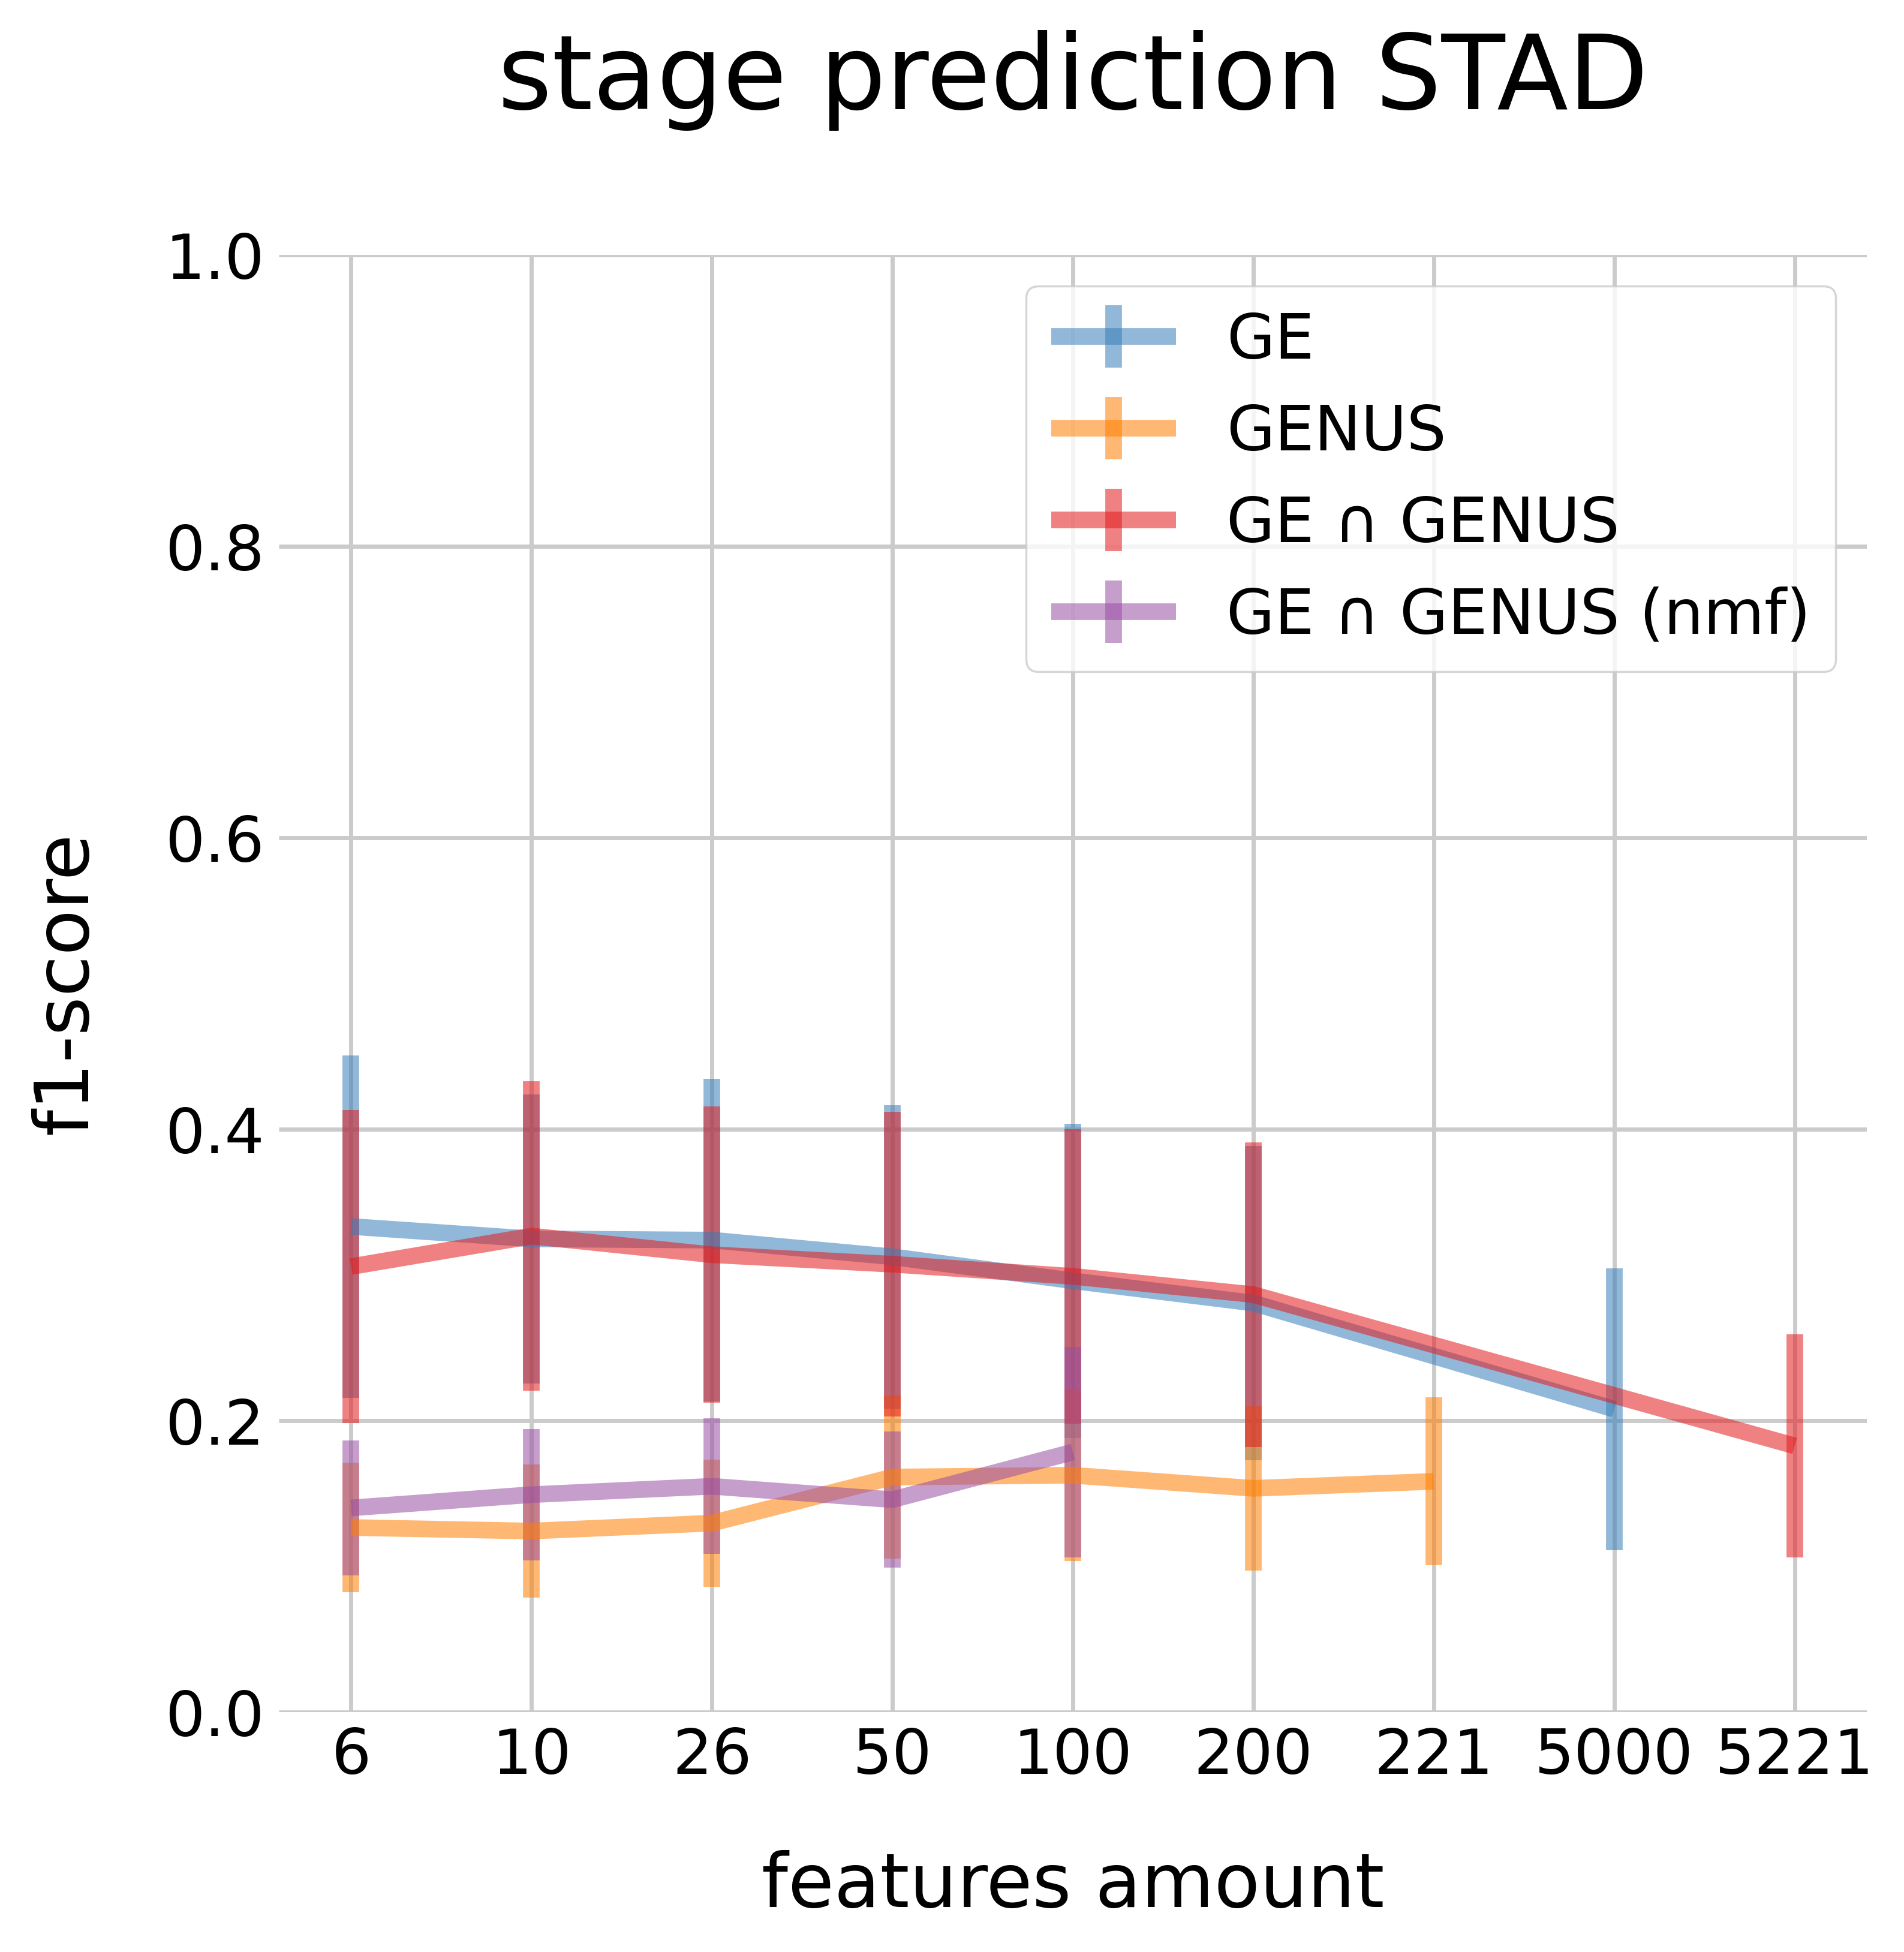 stage prediction STAD
1.0
0.8
0.6
0.4
0.2
0.0
f1-score
GE
GENUS
GE ∩ GENUS
GE ∩ GENUS (nmf)
6 10 26 50 100 200 221 5000 5221
features amount